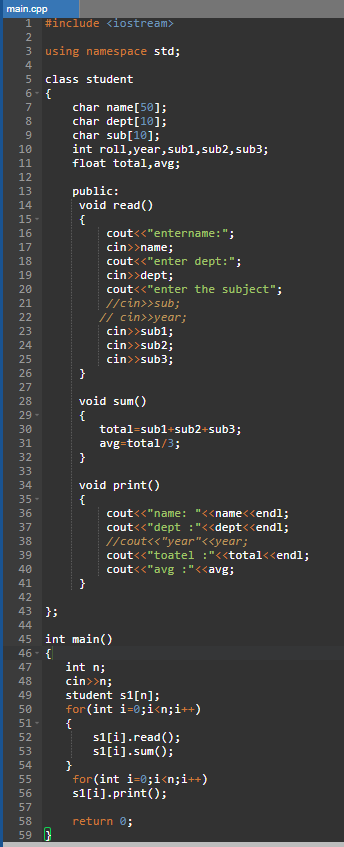 main.cpp
1 #include <iostream>
2
3 using namespace std;
4
5 class student
6 {
7 char name[50];
8 char dept[10];
9 char sub[10];
10 int roll,year,sub1,sub2,sub3;
11 float total,avg;
12
13 public:
14 void read()
15 {
16 cout<<"entername:";
17 cin>>name;
18 cout<<"enter dept:";
19 cin>>dept;
20 cout<<"enter the subject";
21 //cin>>sub;
22 // cin>>year;
23 cin>>sub1;
24 cin>>sub2;
25 cin>>sub3;
26 }
27
28 void sum()
29 {
30 total=sub1+sub2+sub3;
31 avg=total/3;
32 }
33
34 void print()
35 {
36 cout<<"name: "<<name<<endl;
37 cout<<"dept :"<<dept<<endl;
38 //cout<<"year"<<year;
39 cout<<"toatel :"<<total<<endl;
40 cout<<"avg :"<<avg;
41 }
42
43 };
44
45 int main()
46 {
47 int n;
48 cin>>n;
49 student s1[n];
50 for(int i=0;i<n;i++)
51 {
52 s1[i].read();
53 s1[i].sum();
54 }
55 for(int i=0;i<n;i++)
56 s1[i].print();
57
58 return 0;
59 }